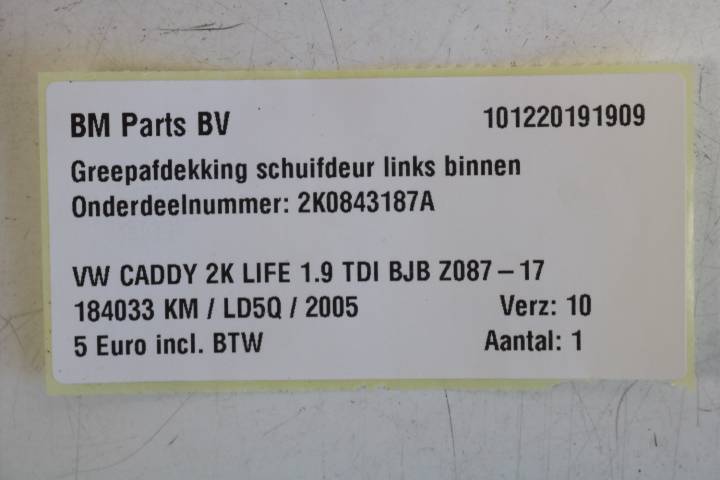 BM Parts BV 101220191909
Greepafdekking schuifdeur links binnen
Onderdeelnummer: 2K0843187A
VW CADDY 2K LIFE 1.9 TDI BJB Z087 – 17
184033 KM / LD5Q / 2005 Verz: 10
5 Euro incl. BTW Aantal: 1